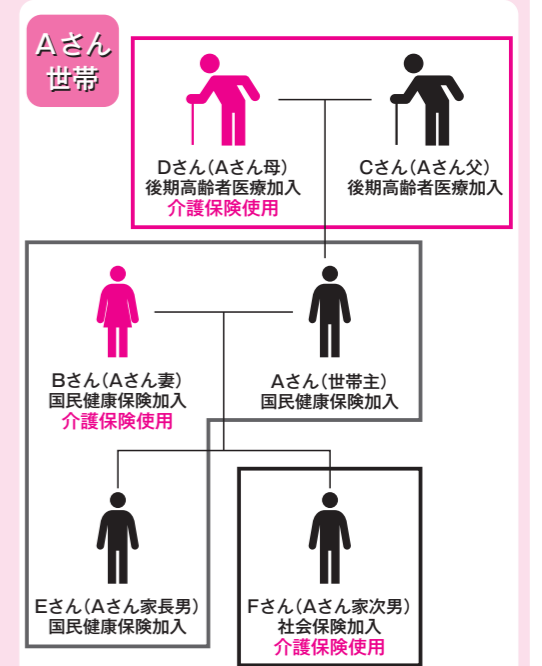 Aさん
世帯
Dさん(Aさん母)
後期高齢者医療加入
介護保険使用
Cさん(Aさん父)
後期高齢者医療加入
Bさん(Aさん妻)
国民健康保険加入
介護保険使用
Aさん(世帯主)
国民健康保険加入
Eさん(Aさん家長男)
国民健康保険加入
Fさん(Aさん家次男)
社会保険加入
介護保険使用